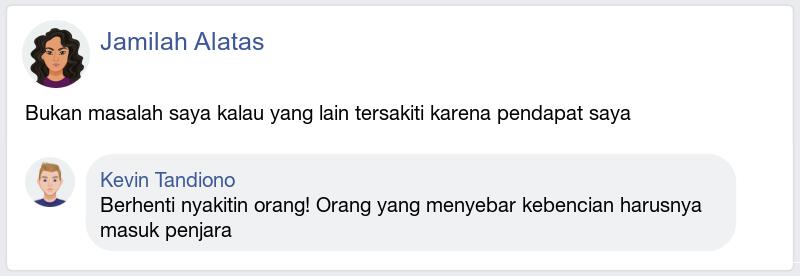 Jamilah Alatas
Bukan masalah saya kalau yang lain tersakiti karena pendapat saya
Kevin Tandiono
Berhenti nyakitin orang! Orang yang menyebar kebencian harusnya
masuk penjara